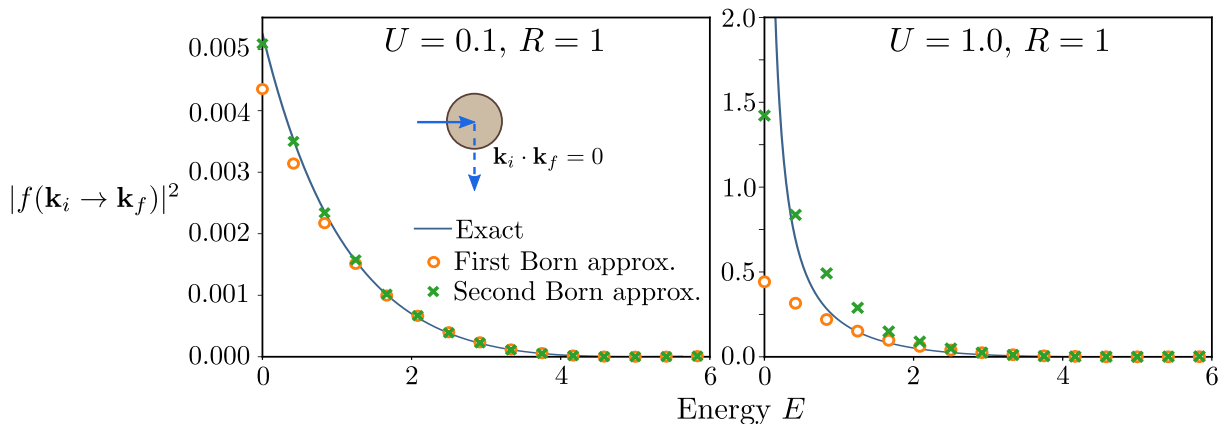 U = 0.1, R = 1
0.005
0.004
0.003
0.002
0.001
0.000
0
2
4
6
|f(𝐤ᵢ → 𝐤_f)|²
𝐤ᵢ · 𝐤_f = 0
Exact
First Born approx.
Second Born approx.
U = 1.0, R = 1
2.0
1.5
1.0
0.5
0.0
0
2
4
6
Energy E